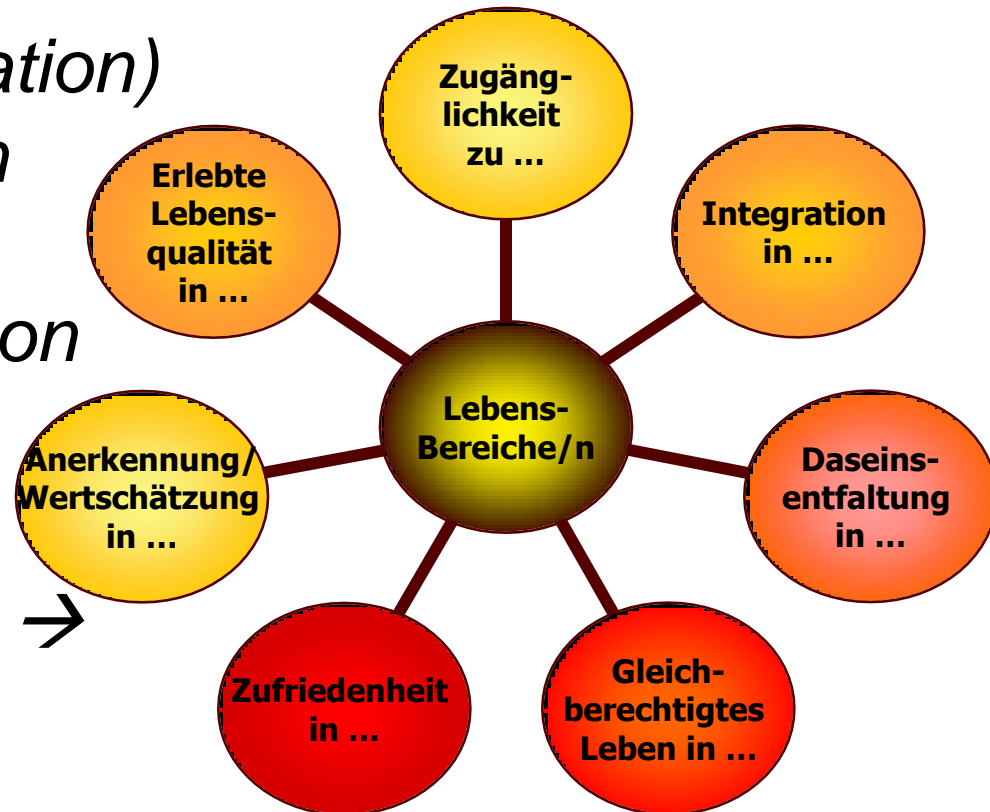 ation)
n
on
→
Zugäng-
lichkeit
zu ...
Integration
in ...
Daseins-
entfaltung
in ...
Gleich-
berechtigtes
Leben in ...
Zufriedenheit
in ...
Anerkennung/
Wertschätzung
in ...
Erlebte
Lebens-
qualität
in ...
Lebens-
Bereiche/n